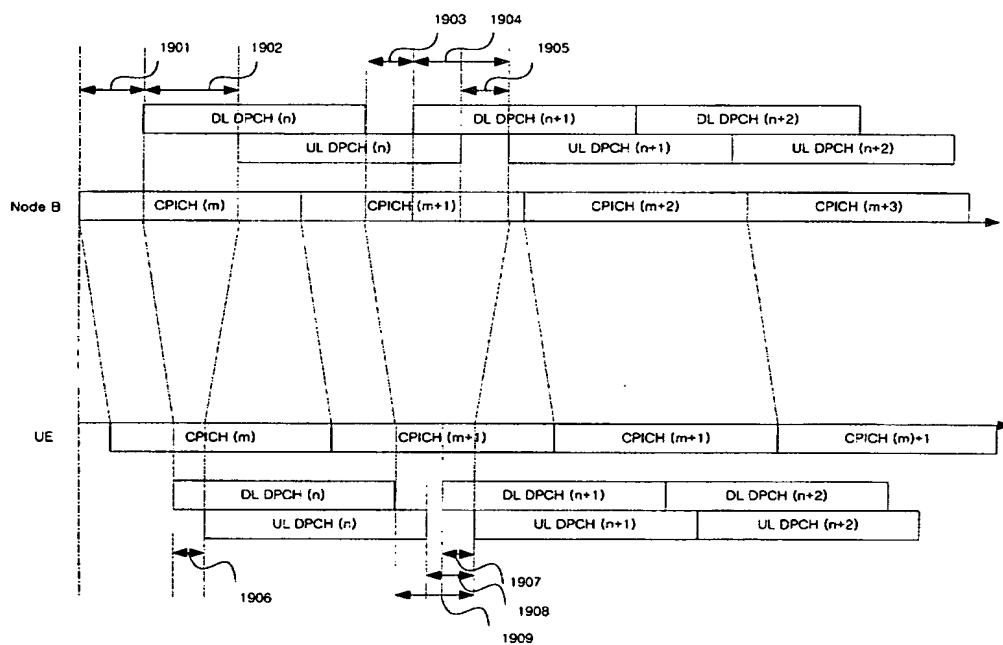 1903 1904
1901 1902 1905
DL DPCH (n) DL DPCH (n+1) DL DPCH (n+2)
UL DPCH (n) UL DPCH (n+1) UL DPCH (n+2)
Node B CPICH (m) CPICH (m+1) CPICH (m+2) CPICH (m+3)
UE CPICH (m) CPICH (m+1) CPICH (m+1) CPICH (m)+1
DL DPCH (n) DL DPCH (n+1) DL DPCH (n+2)
UL DPCH (n) UL DPCH (n+1) UL DPCH (n+2)
1907
1906 1908
1909